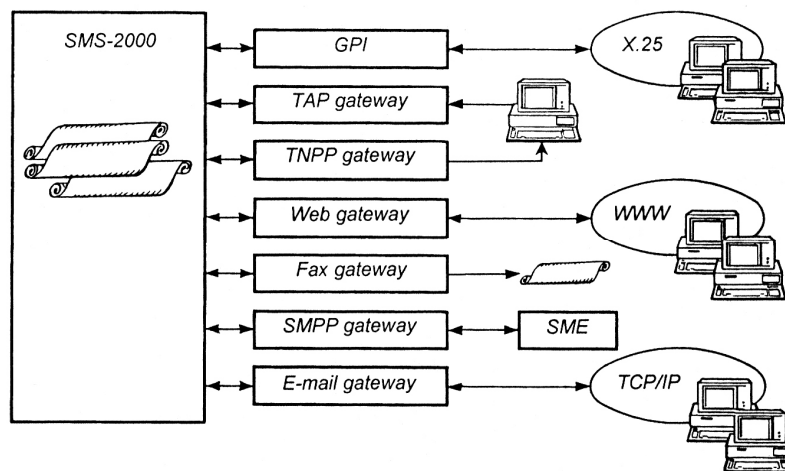 SMS-2000
GPI
X.25
TAP gateway
TNPP gateway
Web gateway
WWW
Fax gateway
SMPP gateway
SME
E-mail gateway
TCP/IP